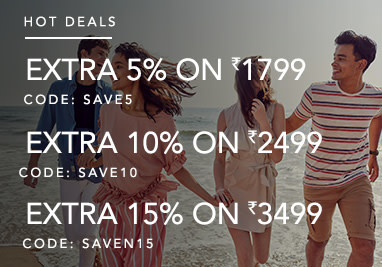 HOT DEALS
EXTRA 5% ON ₹1799
CODE: SAVE5
EXTRA 10% ON ₹2499
CODE: SAVE10
EXTRA 15% ON ₹3499
CODE: SAVEN15